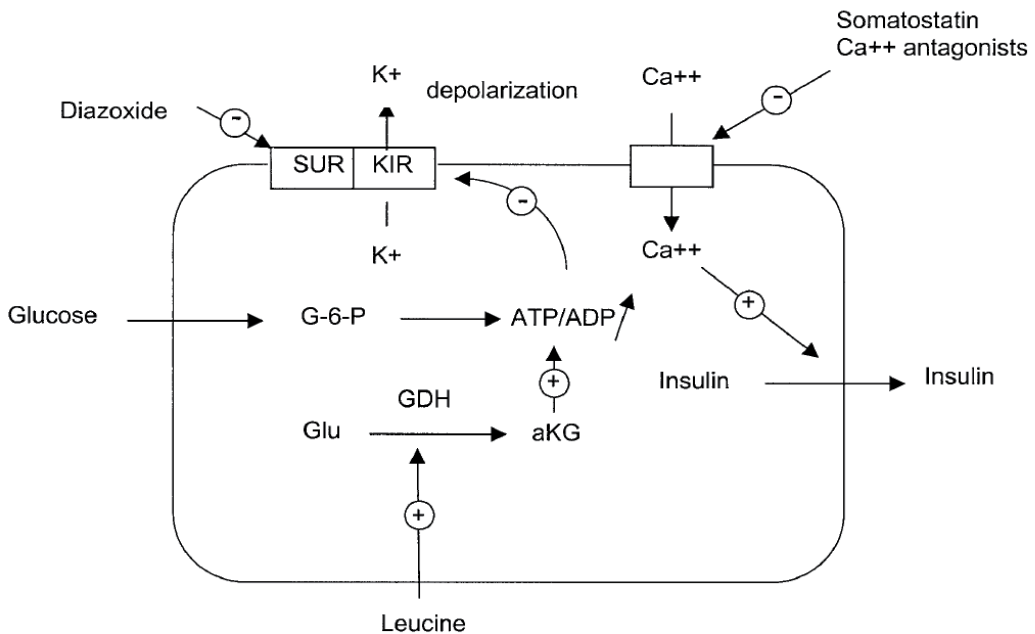 Somatostatin
Ca++ antagonists
K+
depolarization
Ca++
Diazoxide
-
-
SUR
KIR
-
K+
Ca++
Glucose
G-6-P
ATP/ADP
+
GDH
+
Insulin
Insulin
Glu
aKG
+
Leucine